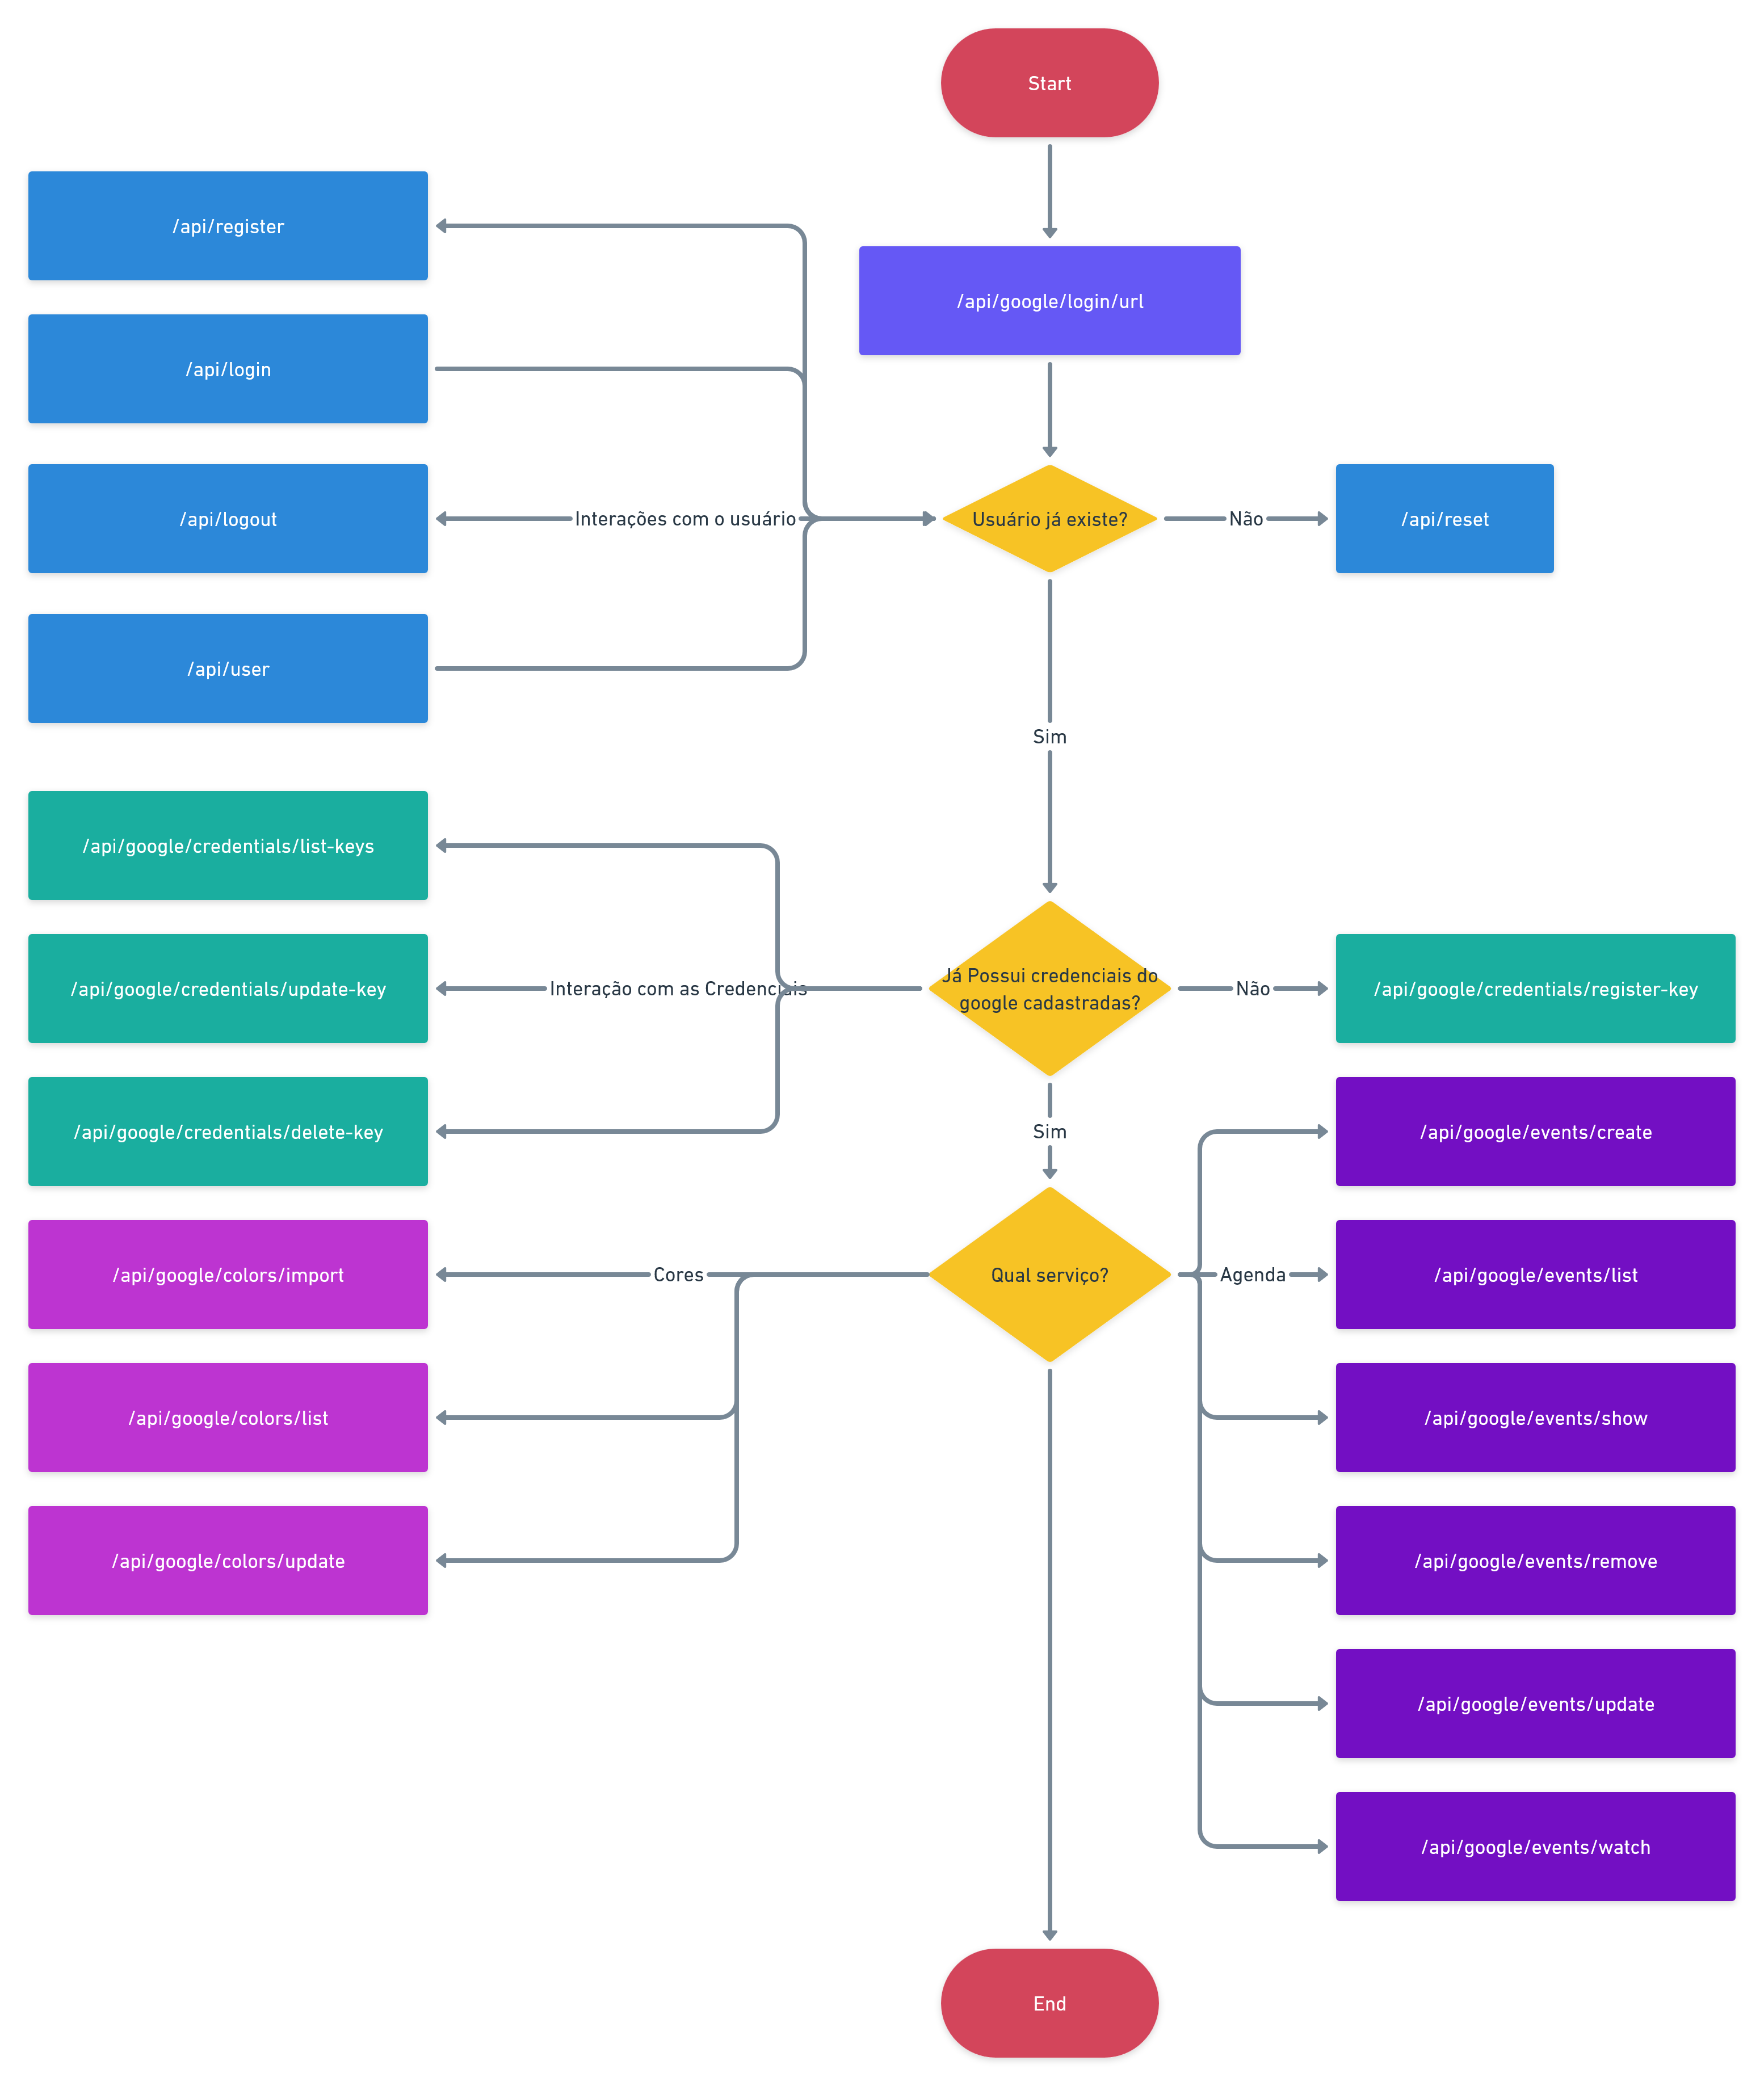 Start
/api/register
/api/google/login/url
/api/login
/api/logout
Interações com o usuário
Usuário já existe?
Não
/api/reset
/api/user
Sim
/api/google/credentials/list-keys
/api/google/credentials/update-key
Interação com as Credenciais
Já Possui credenciais do
google cadastradas?
Não
/api/google/credentials/register-key
/api/google/credentials/delete-key
Sim
/api/google/events/create
/api/google/colors/import
Cores
Qual serviço?
Agenda
/api/google/events/list
/api/google/colors/list
/api/google/events/show
/api/google/colors/update
/api/google/events/remove
/api/google/events/update
/api/google/events/watch
End